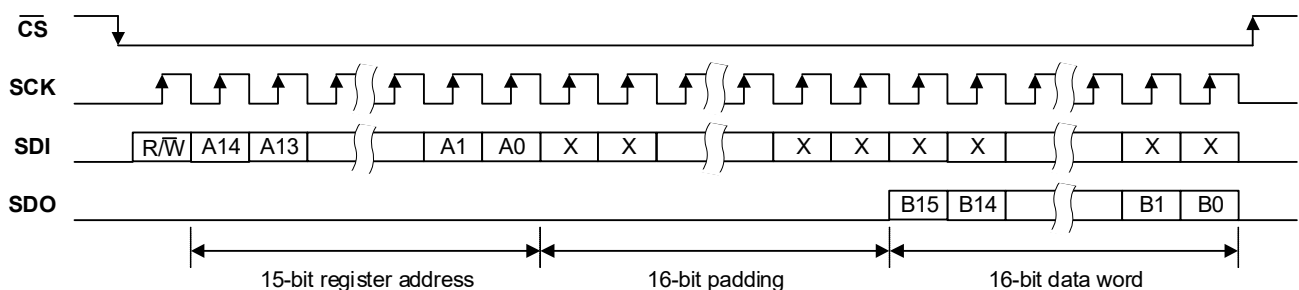 C̅S̅
SCK
SDI R/W̅ A14 A13 A1 A0 X X X X X X X X
SDO B15 B14 B1 B0
15-bit register address 16-bit padding 16-bit data word